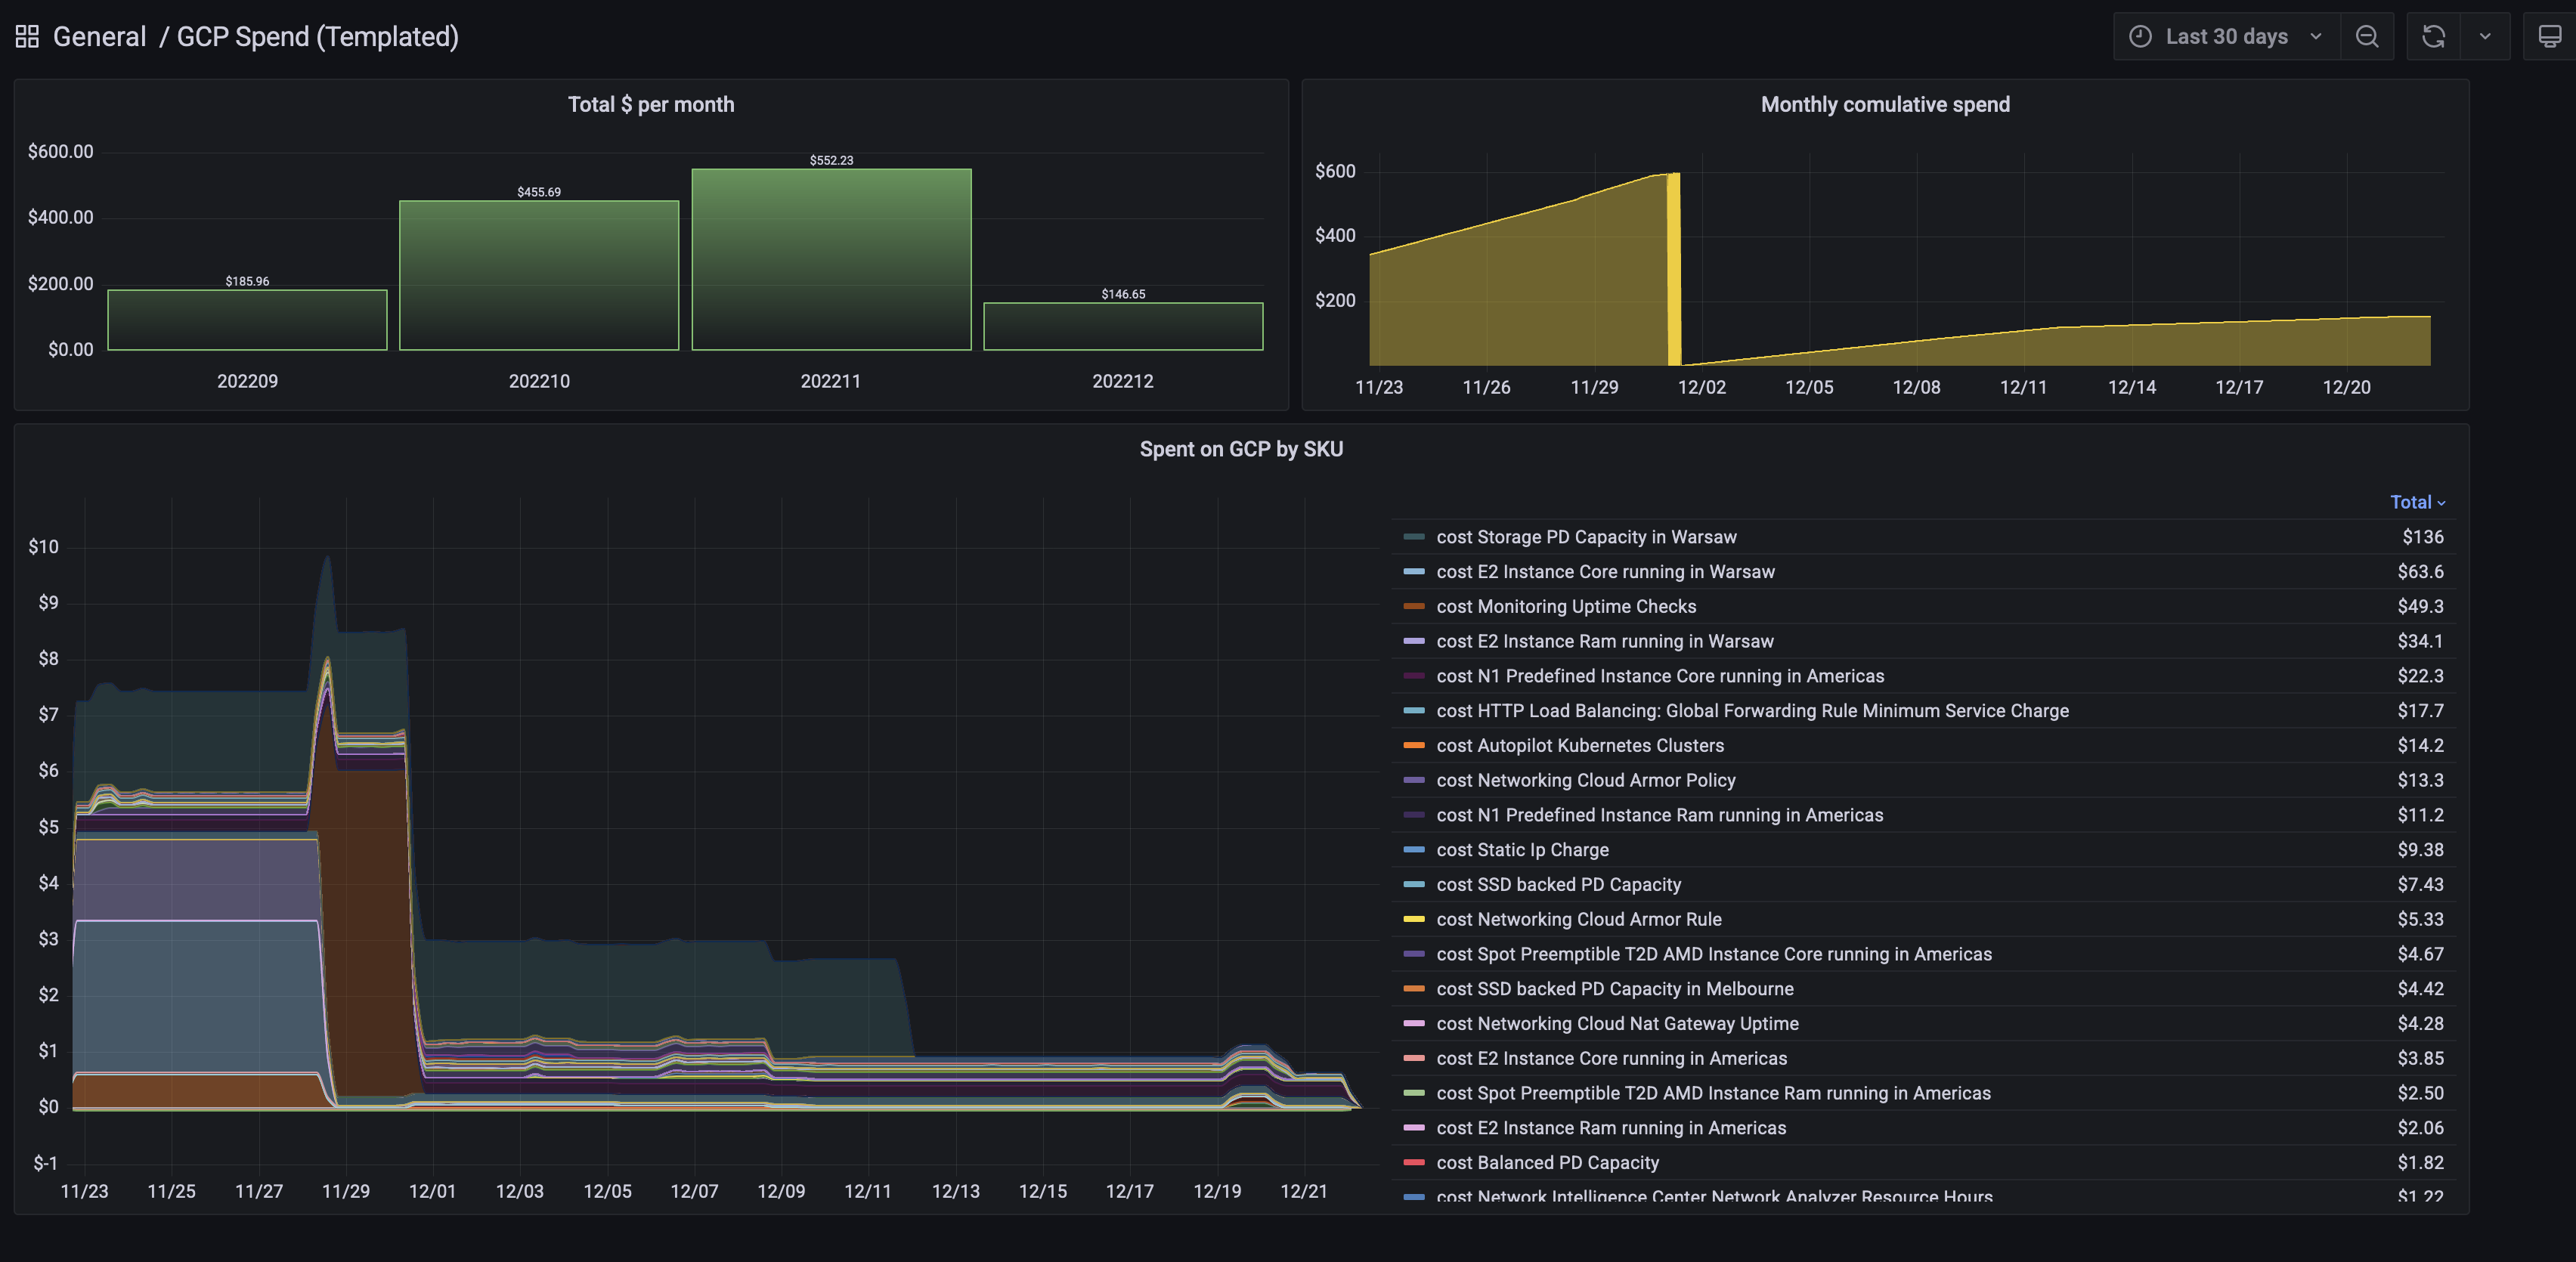 General / GCP Spend (Templated)
Last 30 days
Total $ per month
$600.00
$400.00
$200.00
$0.00
$185.96
$455.69
$552.23
$146.65
202209
202210
202211
202212
Monthly comulative spend
$600
$400
$200
11/23
11/26
11/29
12/02
12/05
12/08
12/11
12/14
12/17
12/20
Spent on GCP by SKU
$10
$9
$8
$7
$6
$5
$4
$3
$2
$1
$0
$-1
11/23
11/25
11/27
11/29
12/01
12/03
12/05
12/07
12/09
12/11
12/13
12/15
12/17
12/19
12/21
Total
cost Storage PD Capacity in Warsaw $136
cost E2 Instance Core running in Warsaw $63.6
cost Monitoring Uptime Checks $49.3
cost E2 Instance Ram running in Warsaw $34.1
cost N1 Predefined Instance Core running in Americas $22.3
cost HTTP Load Balancing: Global Forwarding Rule Minimum Service Charge $17.7
cost Autopilot Kubernetes Clusters $14.2
cost Networking Cloud Armor Policy $13.3
cost N1 Predefined Instance Ram running in Americas $11.2
cost Static Ip Charge $9.38
cost SSD backed PD Capacity $7.43
cost Networking Cloud Armor Rule $5.33
cost Spot Preemptible T2D AMD Instance Core running in Americas $4.67
cost SSD backed PD Capacity in Melbourne $4.42
cost Networking Cloud Nat Gateway Uptime $4.28
cost E2 Instance Core running in Americas $3.85
cost Spot Preemptible T2D AMD Instance Ram running in Americas $2.50
cost E2 Instance Ram running in Americas $2.06
cost Balanced PD Capacity $1.82
cost Network Intelligence Center Network Analyzer Resource Hours $1.22